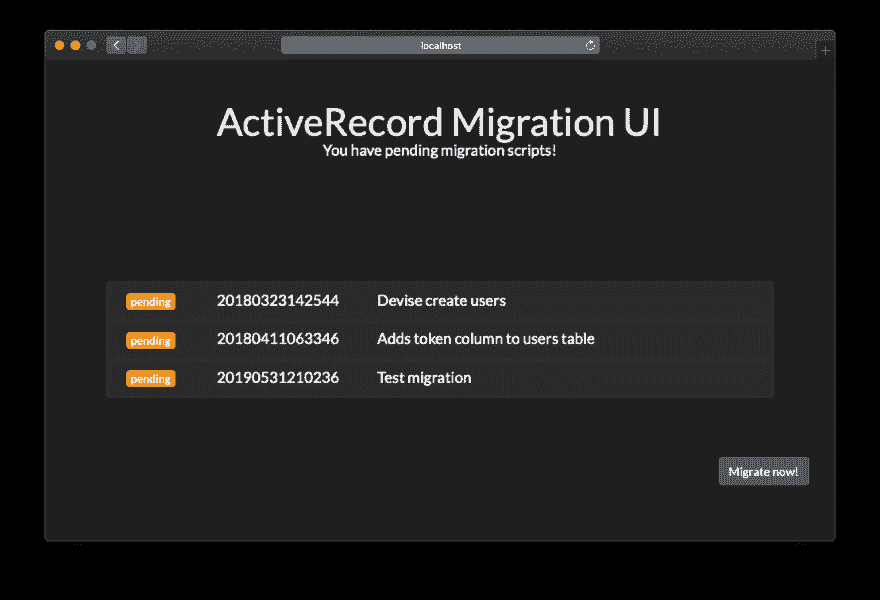 localhost
ActiveRecord Migration UI
You have pending migration scripts!
pending 20180323142544 Devise create users
pending 20180411063346 Adds token column to users table
pending 20190531210236 Test migration
Migrate now!